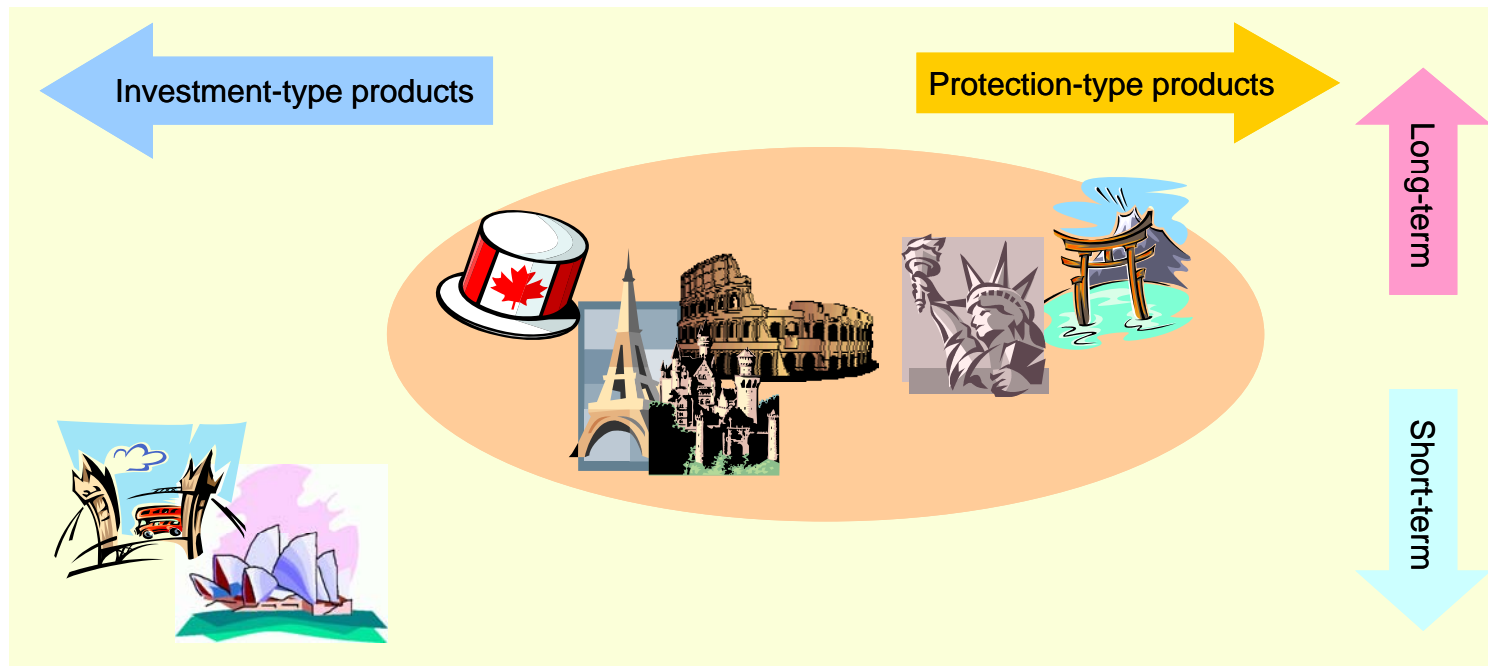 Investment-type products
Protection-type products
Long-term
Short-term